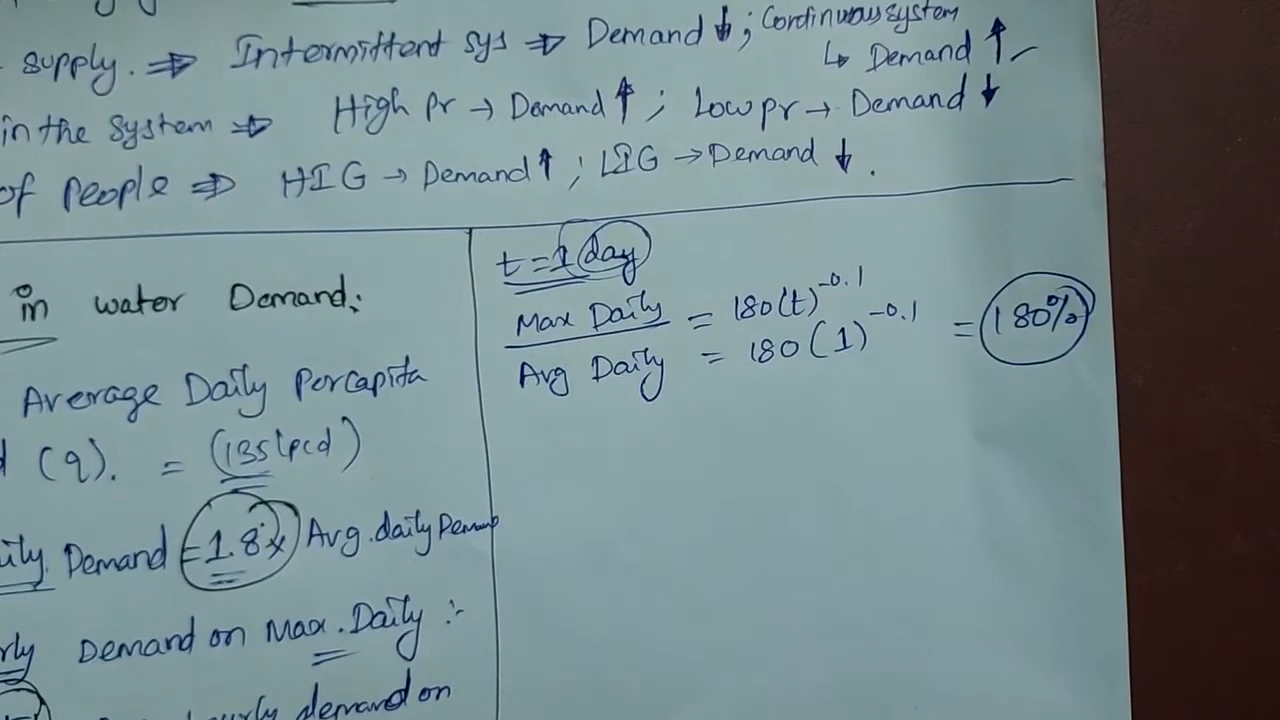 supply. ⇒ Intermittent sys ⇒ Demand ↓ ; Continuous system
↳ Demand ↑
in the System ⇒ High pr → Demand ↑ ; Low pr → Demand ↓
of people ⇒ HIG → Demand ↑ ; LIG → Demand ↓ .
t = 1 day
Max Daily / Avg Daily = 180(t)^-0.1
= 180 (1)^-0.1 = 180%
in water Demand:
Average Daily Percapita
(q). = (135 lpcd)
Demand = 1.8 x Avg. daily Demand
Demand on Max. Daily :-
demand on